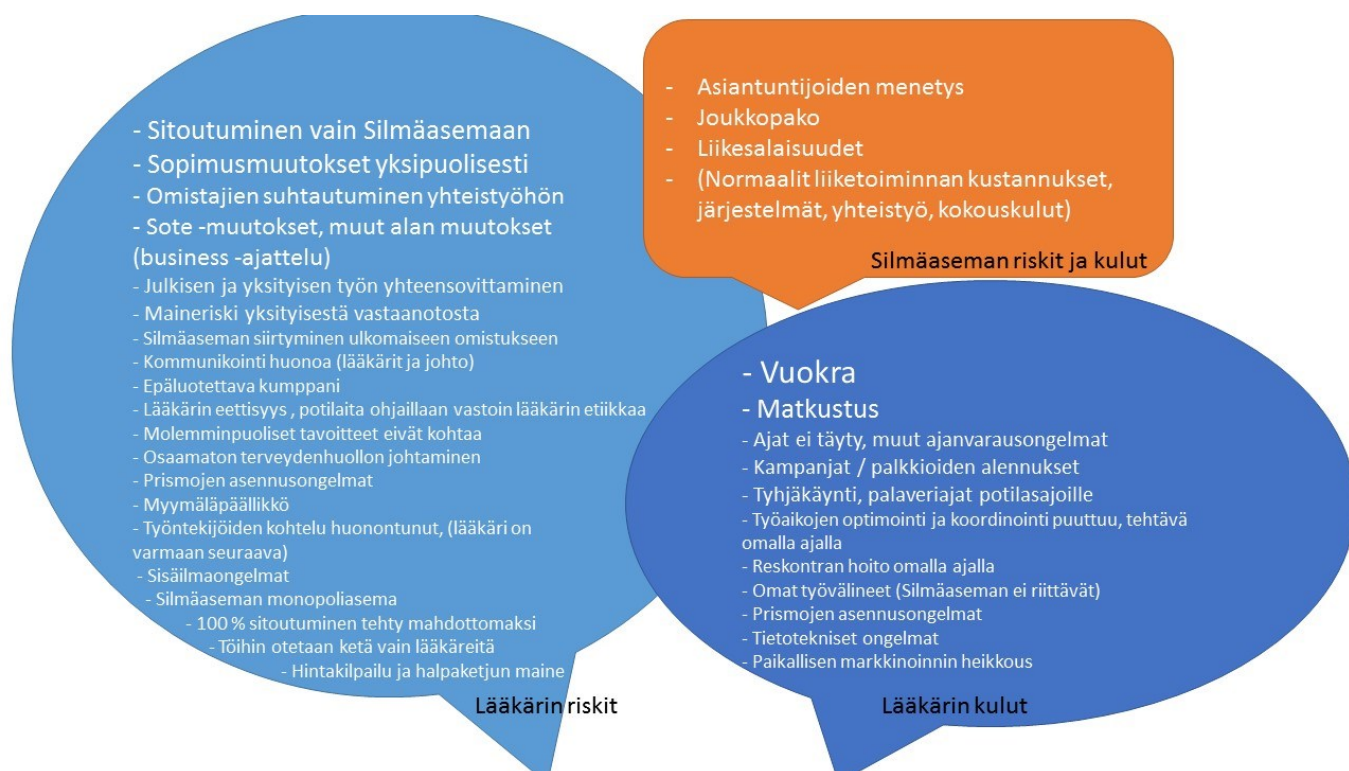 - Sitoutuminen vain Silmäasemaan
- Sopimusmuutokset yksipuolisesti
- Omistajien suhtautuminen yhteistyöhön
- Sote -muutokset, muut alan muutokset
(business -ajattelu)
- Julkisen ja yksityisen työn yhteensovittaminen
- Maineriski yksityisestä vastaanotosta
- Silmäaseman siirtyminen ulkomaiseen omistukseen
- Kommunikointi huonoa (lääkärit ja johto)
- Epäluotettava kumppani
- Lääkärin eettisyys , potilaita ohjaillaan vastoin lääkärin etiikkaa
- Molemminpuoliset tavoitteet eivät kohtaa
- Osaamaton terveydenhuollon johtaminen
- Prismojen asennusongelmat
- Myymäläpäällikkö
- Työntekijöiden kohtelu huonontunut, (lääkäri on
varmaan seuraava)
- Sisäilmaongelmat
- Silmäaseman monopoliasema
- 100 % sitoutuminen tehty mahdottomaksi
- Töihin otetaan ketä vain lääkäreitä
- Hintakilpailu ja halpaketjun maine
Lääkärin riskit
- Asiantuntijoiden menetys
- Joukkopako
- Liikesalaisuudet
- (Normaalit liiketoiminnan kustannukset,
järjestelmät, yhteistyö, kokouskulut)
Silmäaseman riskit ja kulut
- Vuokra
- Matkustus
- Ajat ei täyty, muut ajanvarausongelmat
- Kampanjat / palkkioiden alennukset
- Tyhjäkäynti, palaveriajat potilasajoille
- Työaikojen optimointi ja koordinointi puuttuu, tehtävä
omalla ajalla
- Reskontran hoito omalla ajalla
- Omat työvälineet (Silmäaseman ei riittävät)
- Prismojen asennusongelmat
- Tietotekniset ongelmat
- Paikallisen markkinoinnin heikkous
Lääkärin kulut